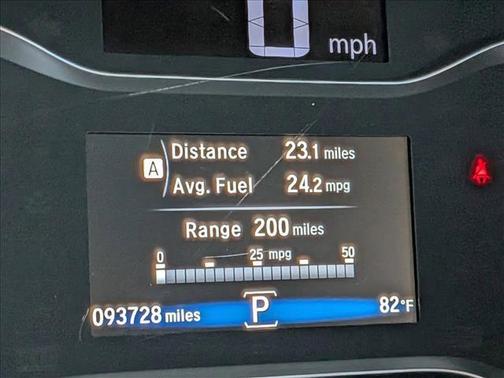 0 mph
Distance 23.1 miles
A
Avg. Fuel 24.2 mpg
Range 200 miles
0 25 mpg 50
093728 miles P 82°F